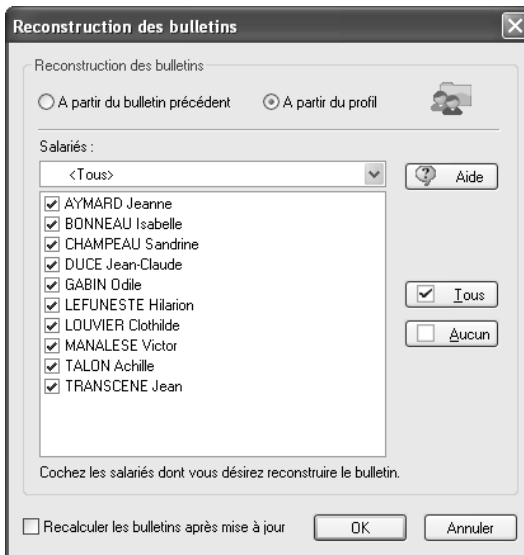 Reconstruction des bulletins
Reconstruction des bulletins
A partir du bulletin précédent
A partir du profil
Salariés :
<Tous>
Aide
AYMARD Jeanne
BONNEAU Isabelle
CHAMPEAU Sandrine
DUCE Jean-Claude
GABIN Odile
LEFUNESTE Hilarion
LOUVIER Clothilde
MANALESE Victor
TALON Achille
TRANSCENE Jean
Tous
Aucun
Cochez les salariés dont vous désirez reconstruire le bulletin.
Recalculer les bulletins après mise à jour
OK
Annuler